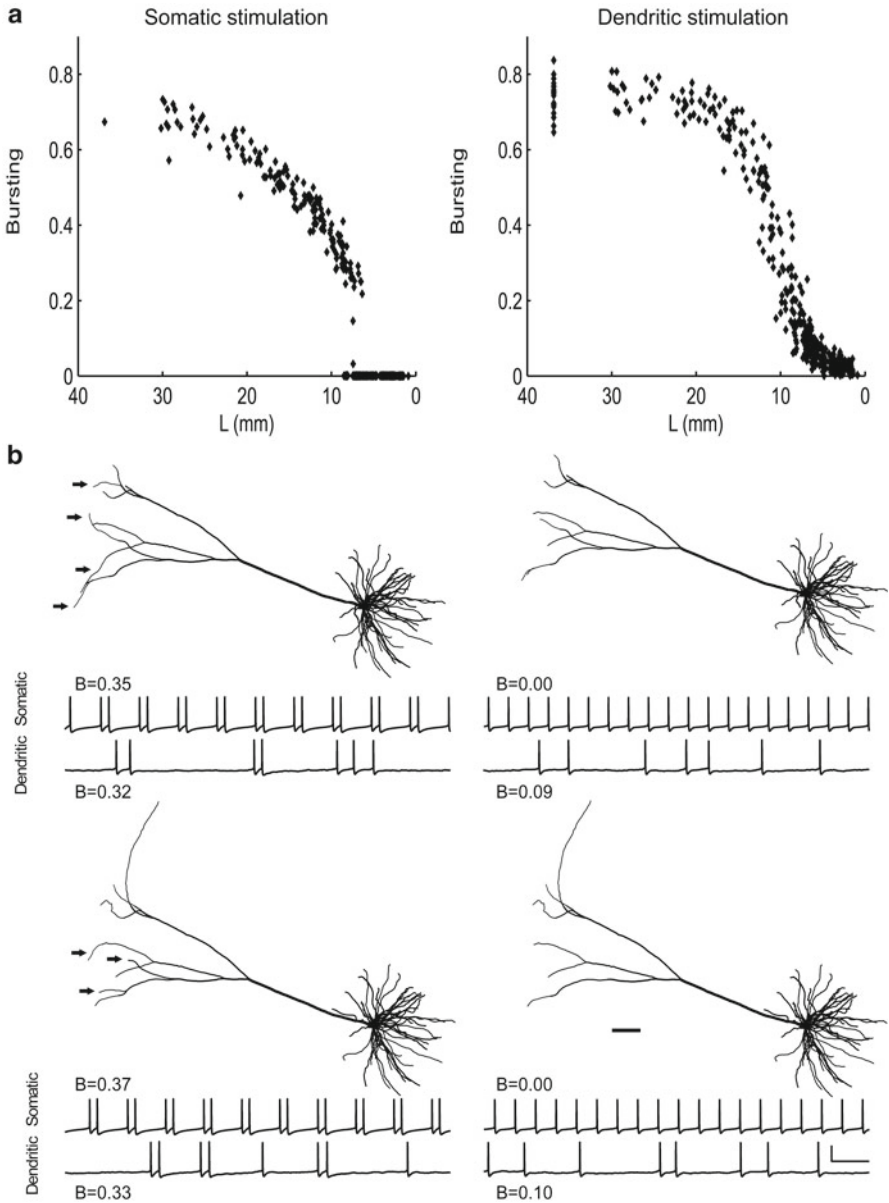 a
Somatic stimulation
Dendritic stimulation
Bursting
0.8
0.6
0.4
0.2
0
40
30
20
10
0
L (mm)
Bursting
0.8
0.6
0.4
0.2
0
40
30
20
10
0
L (mm)
b
B=0.35
B=0.00
Somatic
Dendritic
B=0.32
B=0.09
B=0.37
B=0.00
Somatic
Dendritic
B=0.33
B=0.10